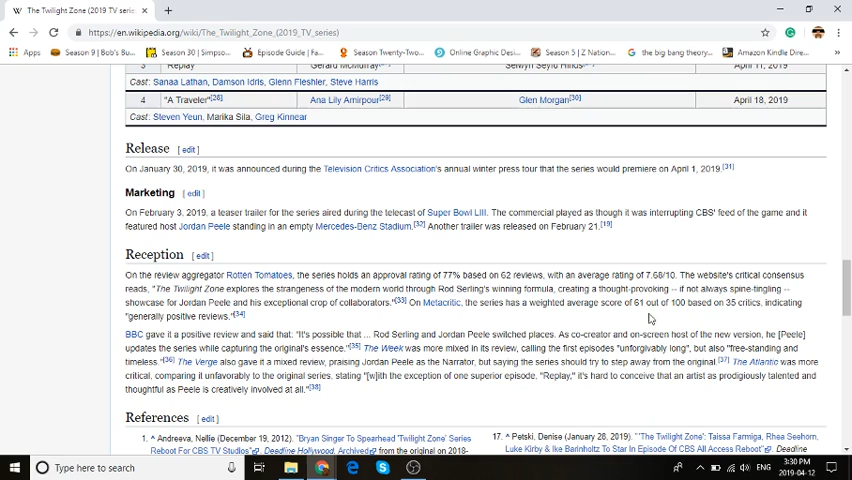 The Twilight Zone (2019 TV series)
https://en.wikipedia.org/wiki/The_Twilight_Zone_(2019_TV_series)
Apps Season 9 | Bob's Bu... Season 30 | Simpso... Episode Guide | Fa... Season Twenty-Two... Online Graphic Desi... Season 5 | Z Nation... the big bang theory... Amazon Kindle Direc...
3 Replay Gerard McMurray Selwyn Seyfu Hinds April 11, 2019
Cast: Sanaa Lathan, Damson Idris, Glenn Fleshler, Steve Harris
4 "A Traveler"[28] Ana Lily Amirpour[29] Glen Morgan[30] April 18, 2019
Cast: Steven Yeun, Marika Sila, Greg Kinnear
Release [ edit ]
On January 30, 2019, it was announced during the Television Critics Association's annual winter press tour that the series would premiere on April 1, 2019.[31]
Marketing [ edit ]
On February 3, 2019, a teaser trailer for the series aired during the telecast of Super Bowl LIII. The commercial played as though it was interrupting CBS' feed of the game and it
featured host Jordan Peele standing in an empty Mercedes-Benz Stadium.[32] Another trailer was released on February 21.[19]
Reception [ edit ]
On the review aggregator Rotten Tomatoes, the series holds an approval rating of 77% based on 62 reviews, with an average rating of 7.68/10. The website's critical consensus
reads, "The Twilight Zone explores the strangeness of the modern world through Rod Serling's winning formula, creating a thought-provoking -- if not always spine-tingling --
showcase for Jordan Peele and his exceptional crop of collaborators."[33] On Metacritic, the series has a weighted average score of 61 out of 100 based on 35 critics, indicating
"generally positive reviews."[34]
BBC gave it a positive review and said that: "It's possible that ... Rod Serling and Jordan Peele switched places. As co-creator and on-screen host of the new version, he [Peele]
updates the series while capturing the original's essence."[35] The Week was more mixed in its review, calling the first episodes "unforgivably long", but also "free-standing and
timeless."[36] The Verge also gave it a mixed review, praising Jordan Peele as the Narrator, but saying the series should try to step away from the original.[37] The Atlantic was more
critical, comparing it unfavorably to the original series, stating "[w]ith the exception of one superior episode, "Replay," it's hard to conceive that an artist as prodigiously talented and
thoughtful as Peele is creatively involved at all."[38]
References [ edit ]
1. ^ Andreeva, Nellie (December 19, 2012). "Bryan Singer To Spearhead 'Twilight Zone' Series
Reboot For CBS TV Studios". Deadline Hollywood. Archived from the original on 2018-
17. ^ Petski, Denise (January 28, 2019). "'The Twilight Zone': Taissa Farmiga, Rhea Seehorn,
Luke Kirby & Ike Barinholtz To Star In Episode Of CBS All Access Reboot". Deadline
Type here to search
ENG
3:30 PM
2019-04-12